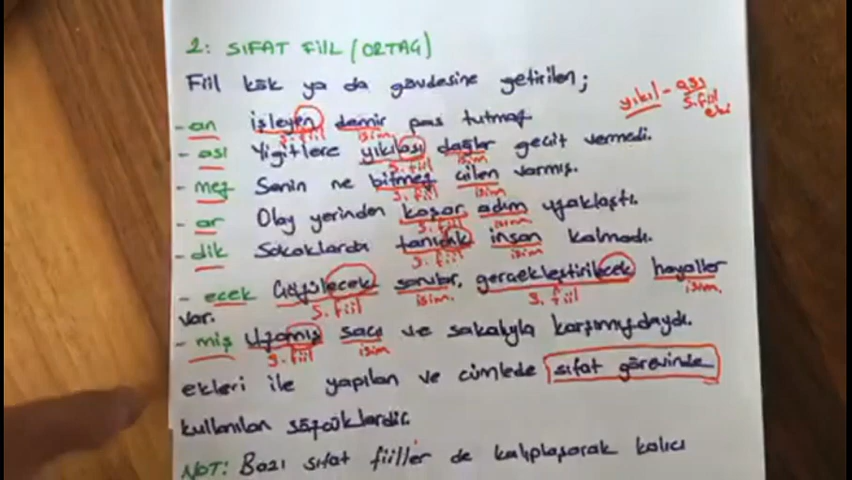 2: SIFAT FİİL (ORTAÇ)
Fiil kök ya da gövdesine getirilen;
yıkıl - ası
s. fiil
eki
- an işleyen demir pas tutmaz.
s. fiil isim
- ası Yiğitlere yıkılası dağlar geçit vermedi.
s. fiil isim
- mez Senin ne bitmez çilen varmış.
s. fiil isim
- ar Olay yerinden koşar adım uzaklaştı.
s. fiil isim
- dik Sokaklarda tanıdık insan kalmadı.
s. fiil isim
- ecek Çözülecek sorular, gerçekleştirilecek hayaller
s. fiil isim. s. fiil isim.
var.
- miş Uzamış saçı ve sakalıyla karşımızdaydı.
s. fiil isim
ekleri ile yapılan ve cümlede sıfat görevinde
kullanılan sözcüklerdir.
NOT: Bazı sıfat fiiller de kalıplaşarak kalıcı